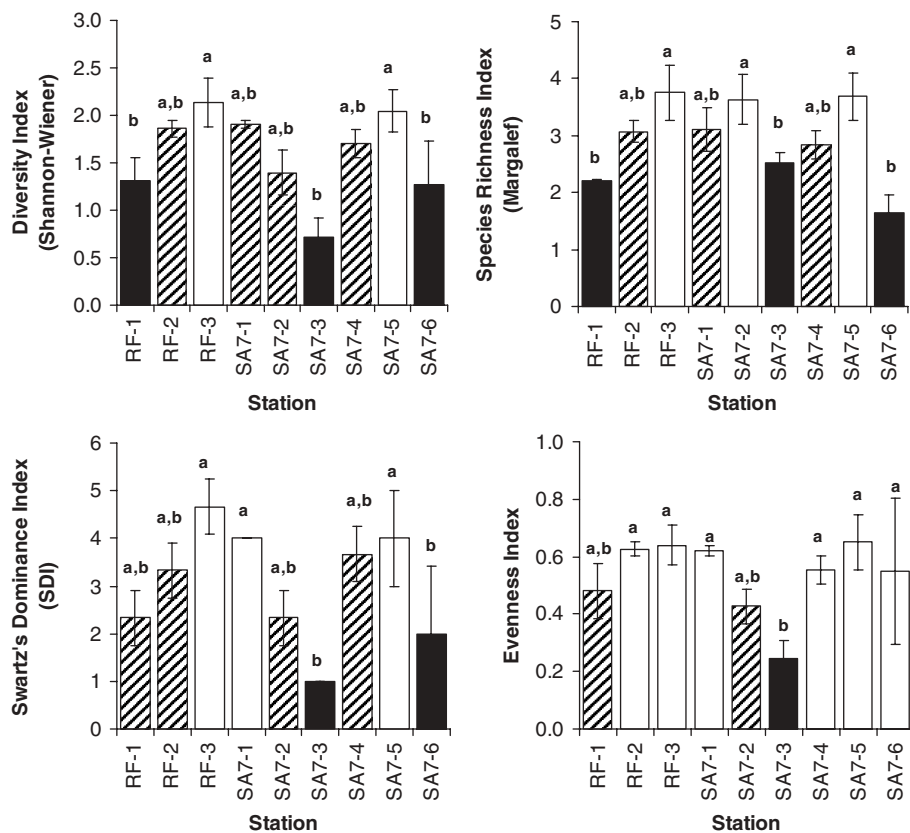 Diversity Index
(Shannon-Wiener)
3.0
2.5
2.0
1.5
1.0
0.5
0.0
b
a,b
a
a,b
a,b
b
a,b
a
b
RF-1
RF-2
RF-3
SA7-1
SA7-2
SA7-3
SA7-4
SA7-5
SA7-6
Station
Species Richness Index
(Margalef)
5
4
3
2
1
0
b
a,b
a
a,b
a
b
a,b
a
b
RF-1
RF-2
RF-3
SA7-1
SA7-2
SA7-3
SA7-4
SA7-5
SA7-6
Station
Swartz's Dominance Index
(SDI)
6
5
4
3
2
1
0
a,b
a,b
a
a
a,b
b
a,b
a
b
RF-1
RF-2
RF-3
SA7-1
SA7-2
SA7-3
SA7-4
SA7-5
SA7-6
Station
Evenness Index
1.0
0.8
0.6
0.4
0.2
0.0
a,b
a
a
a
a,b
b
a
a
a
RF-1
RF-2
RF-3
SA7-1
SA7-2
SA7-3
SA7-4
SA7-5
SA7-6
Station